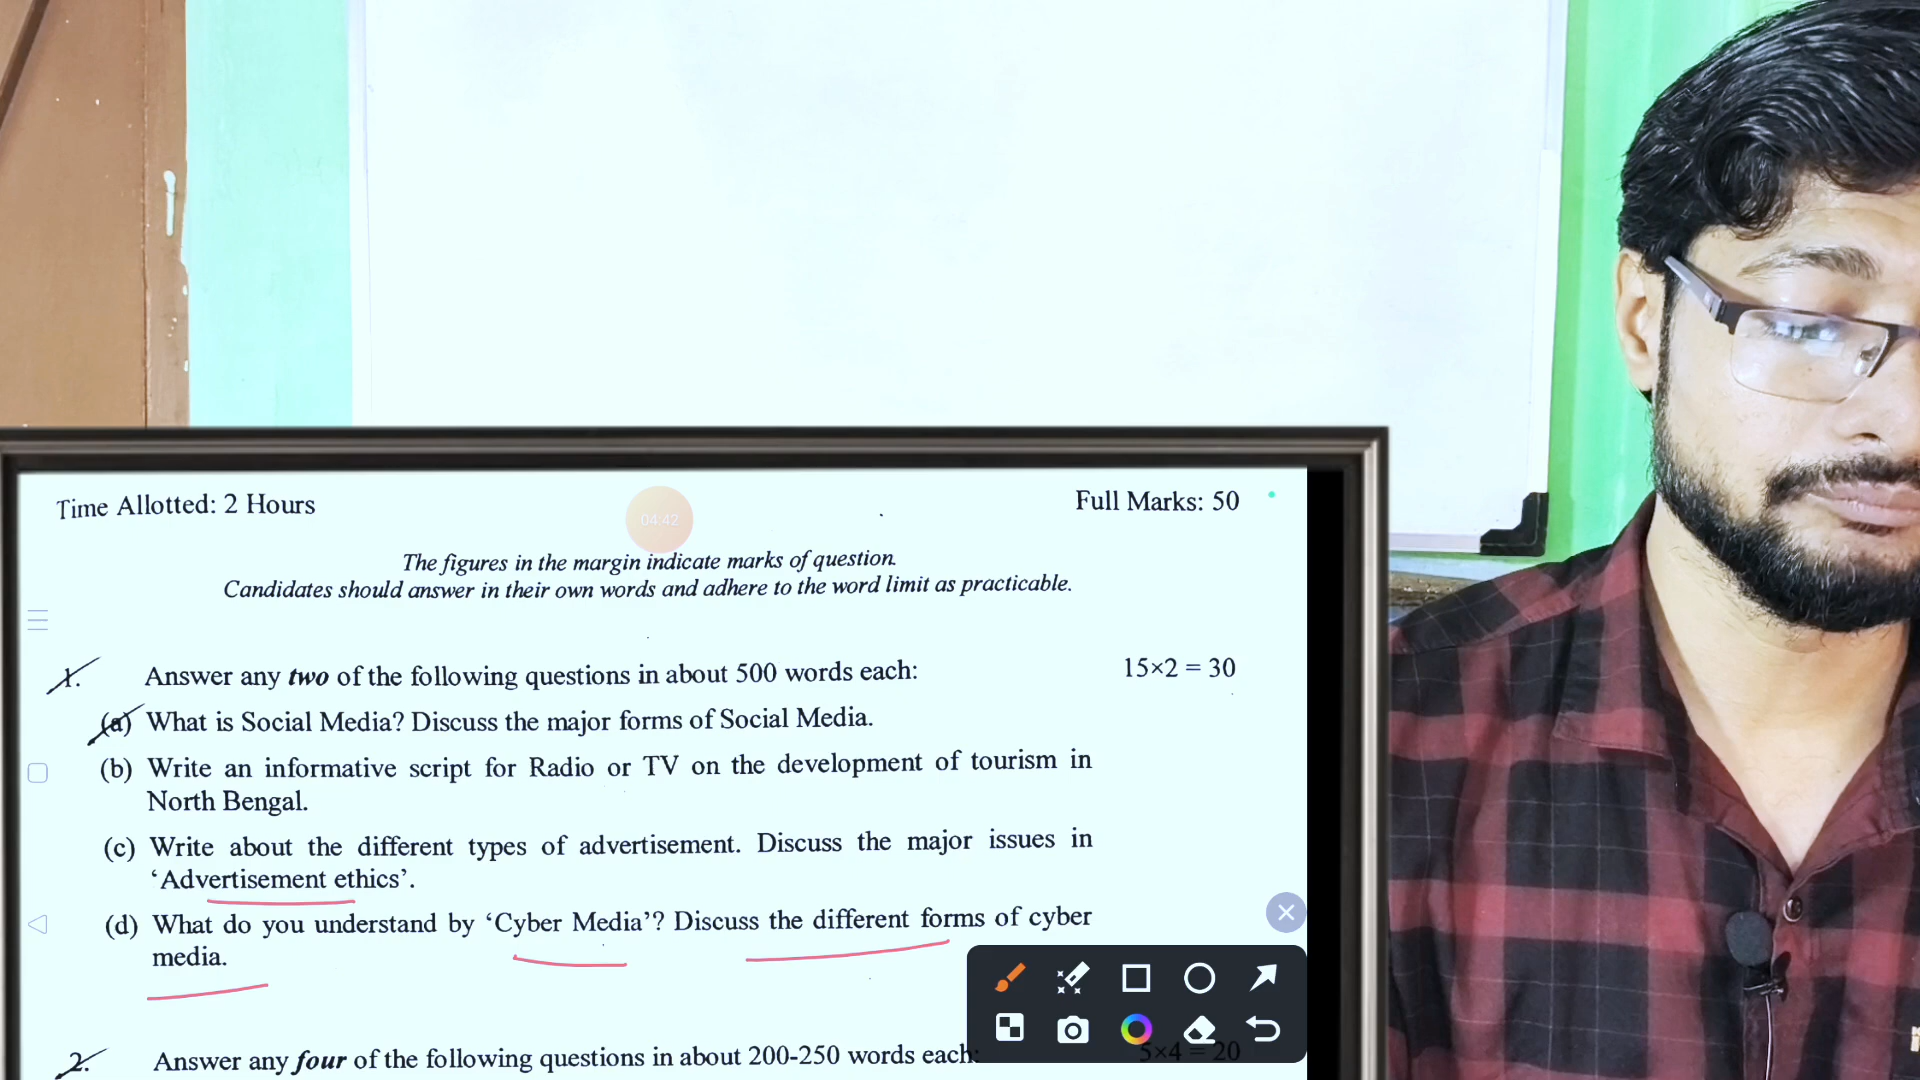 Time Allotted: 2 Hours
04:42
Full Marks: 50
The figures in the margin indicate marks of question.
Candidates should answer in their own words and adhere to the word limit as practicable.
1. Answer any two of the following questions in about 500 words each: 15×2 = 30
(a) What is Social Media? Discuss the major forms of Social Media.
(b) Write an informative script for Radio or TV on the development of tourism in
North Bengal.
(c) Write about the different types of advertisement. Discuss the major issues in
‘Advertisement ethics’.
(d) What do you understand by ‘Cyber Media’? Discuss the different forms of cyber
media.
2. Answer any four of the following questions in about 200-250 words each: 5×4 = 20